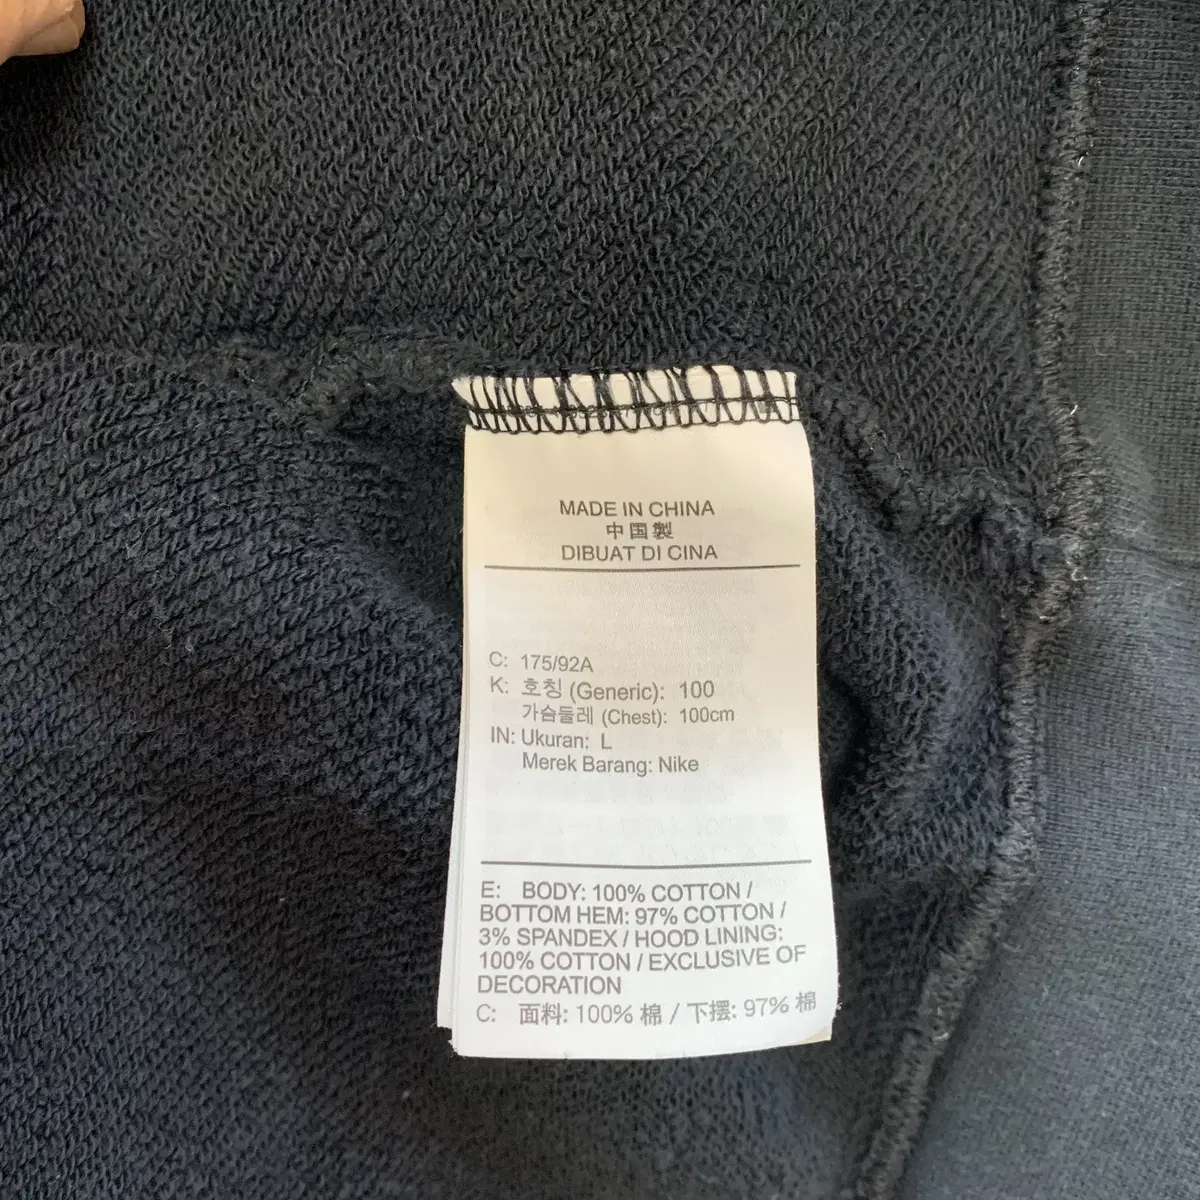 MADE IN CHINA
中国製
DIBUAT DI CINA
C: 175/92A
K: 호칭 (Generic): 100
가슴둘레 (Chest): 100cm
IN: Ukuran: L
Merek Barang: Nike
E: BODY: 100% COTTON /
BOTTOM HEM: 97% COTTON /
3% SPANDEX / HOOD LINING:
100% COTTON / EXCLUSIVE OF
DECORATION
C: 面料: 100% 棉 / 下摆: 97% 棉